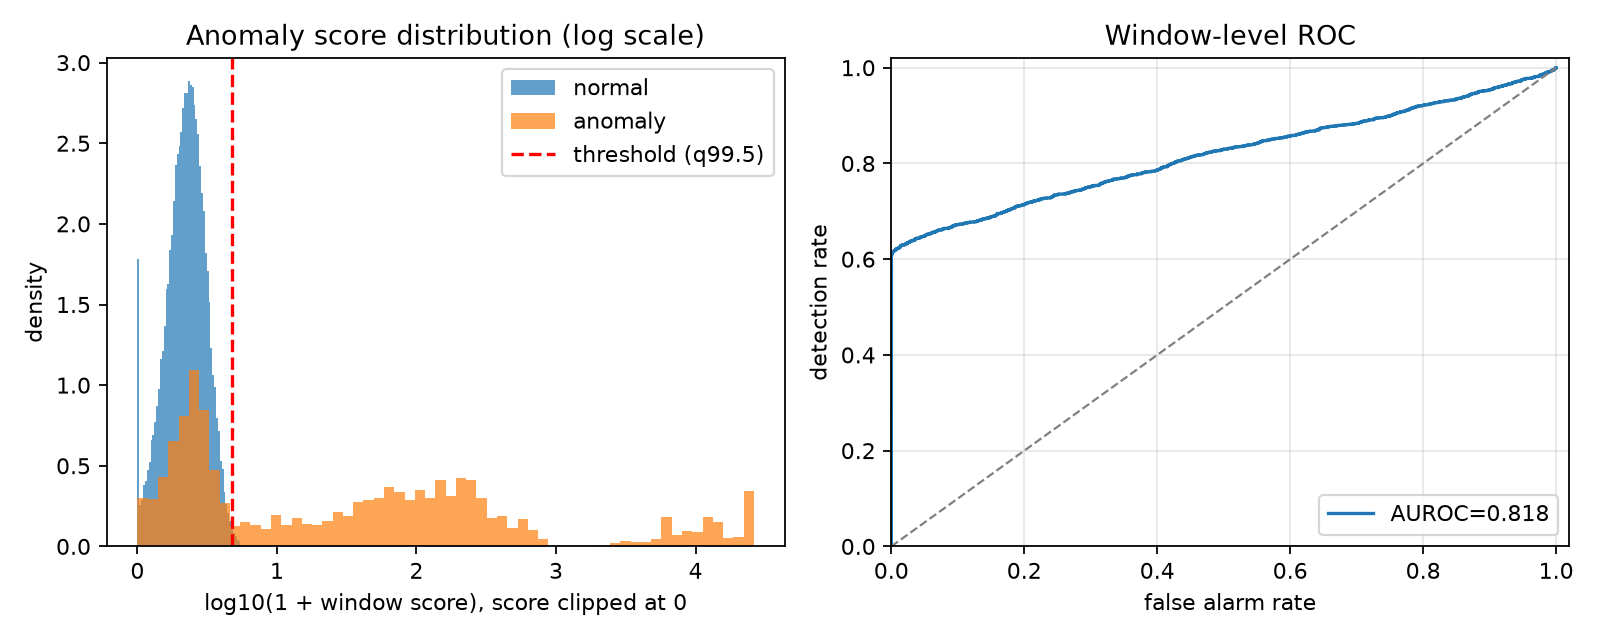 Anomaly score distribution (log scale)
3.0
2.5
2.0
1.5
1.0
0.5
0.0
density
normal
anomaly
threshold (q99.5)
0
1
2
3
4
log10(1 + window score), score clipped at 0
Window-level ROC
1.0
0.8
0.6
0.4
0.2
0.0
detection rate
AUROC=0.818
0.0
0.2
0.4
0.6
0.8
1.0
false alarm rate